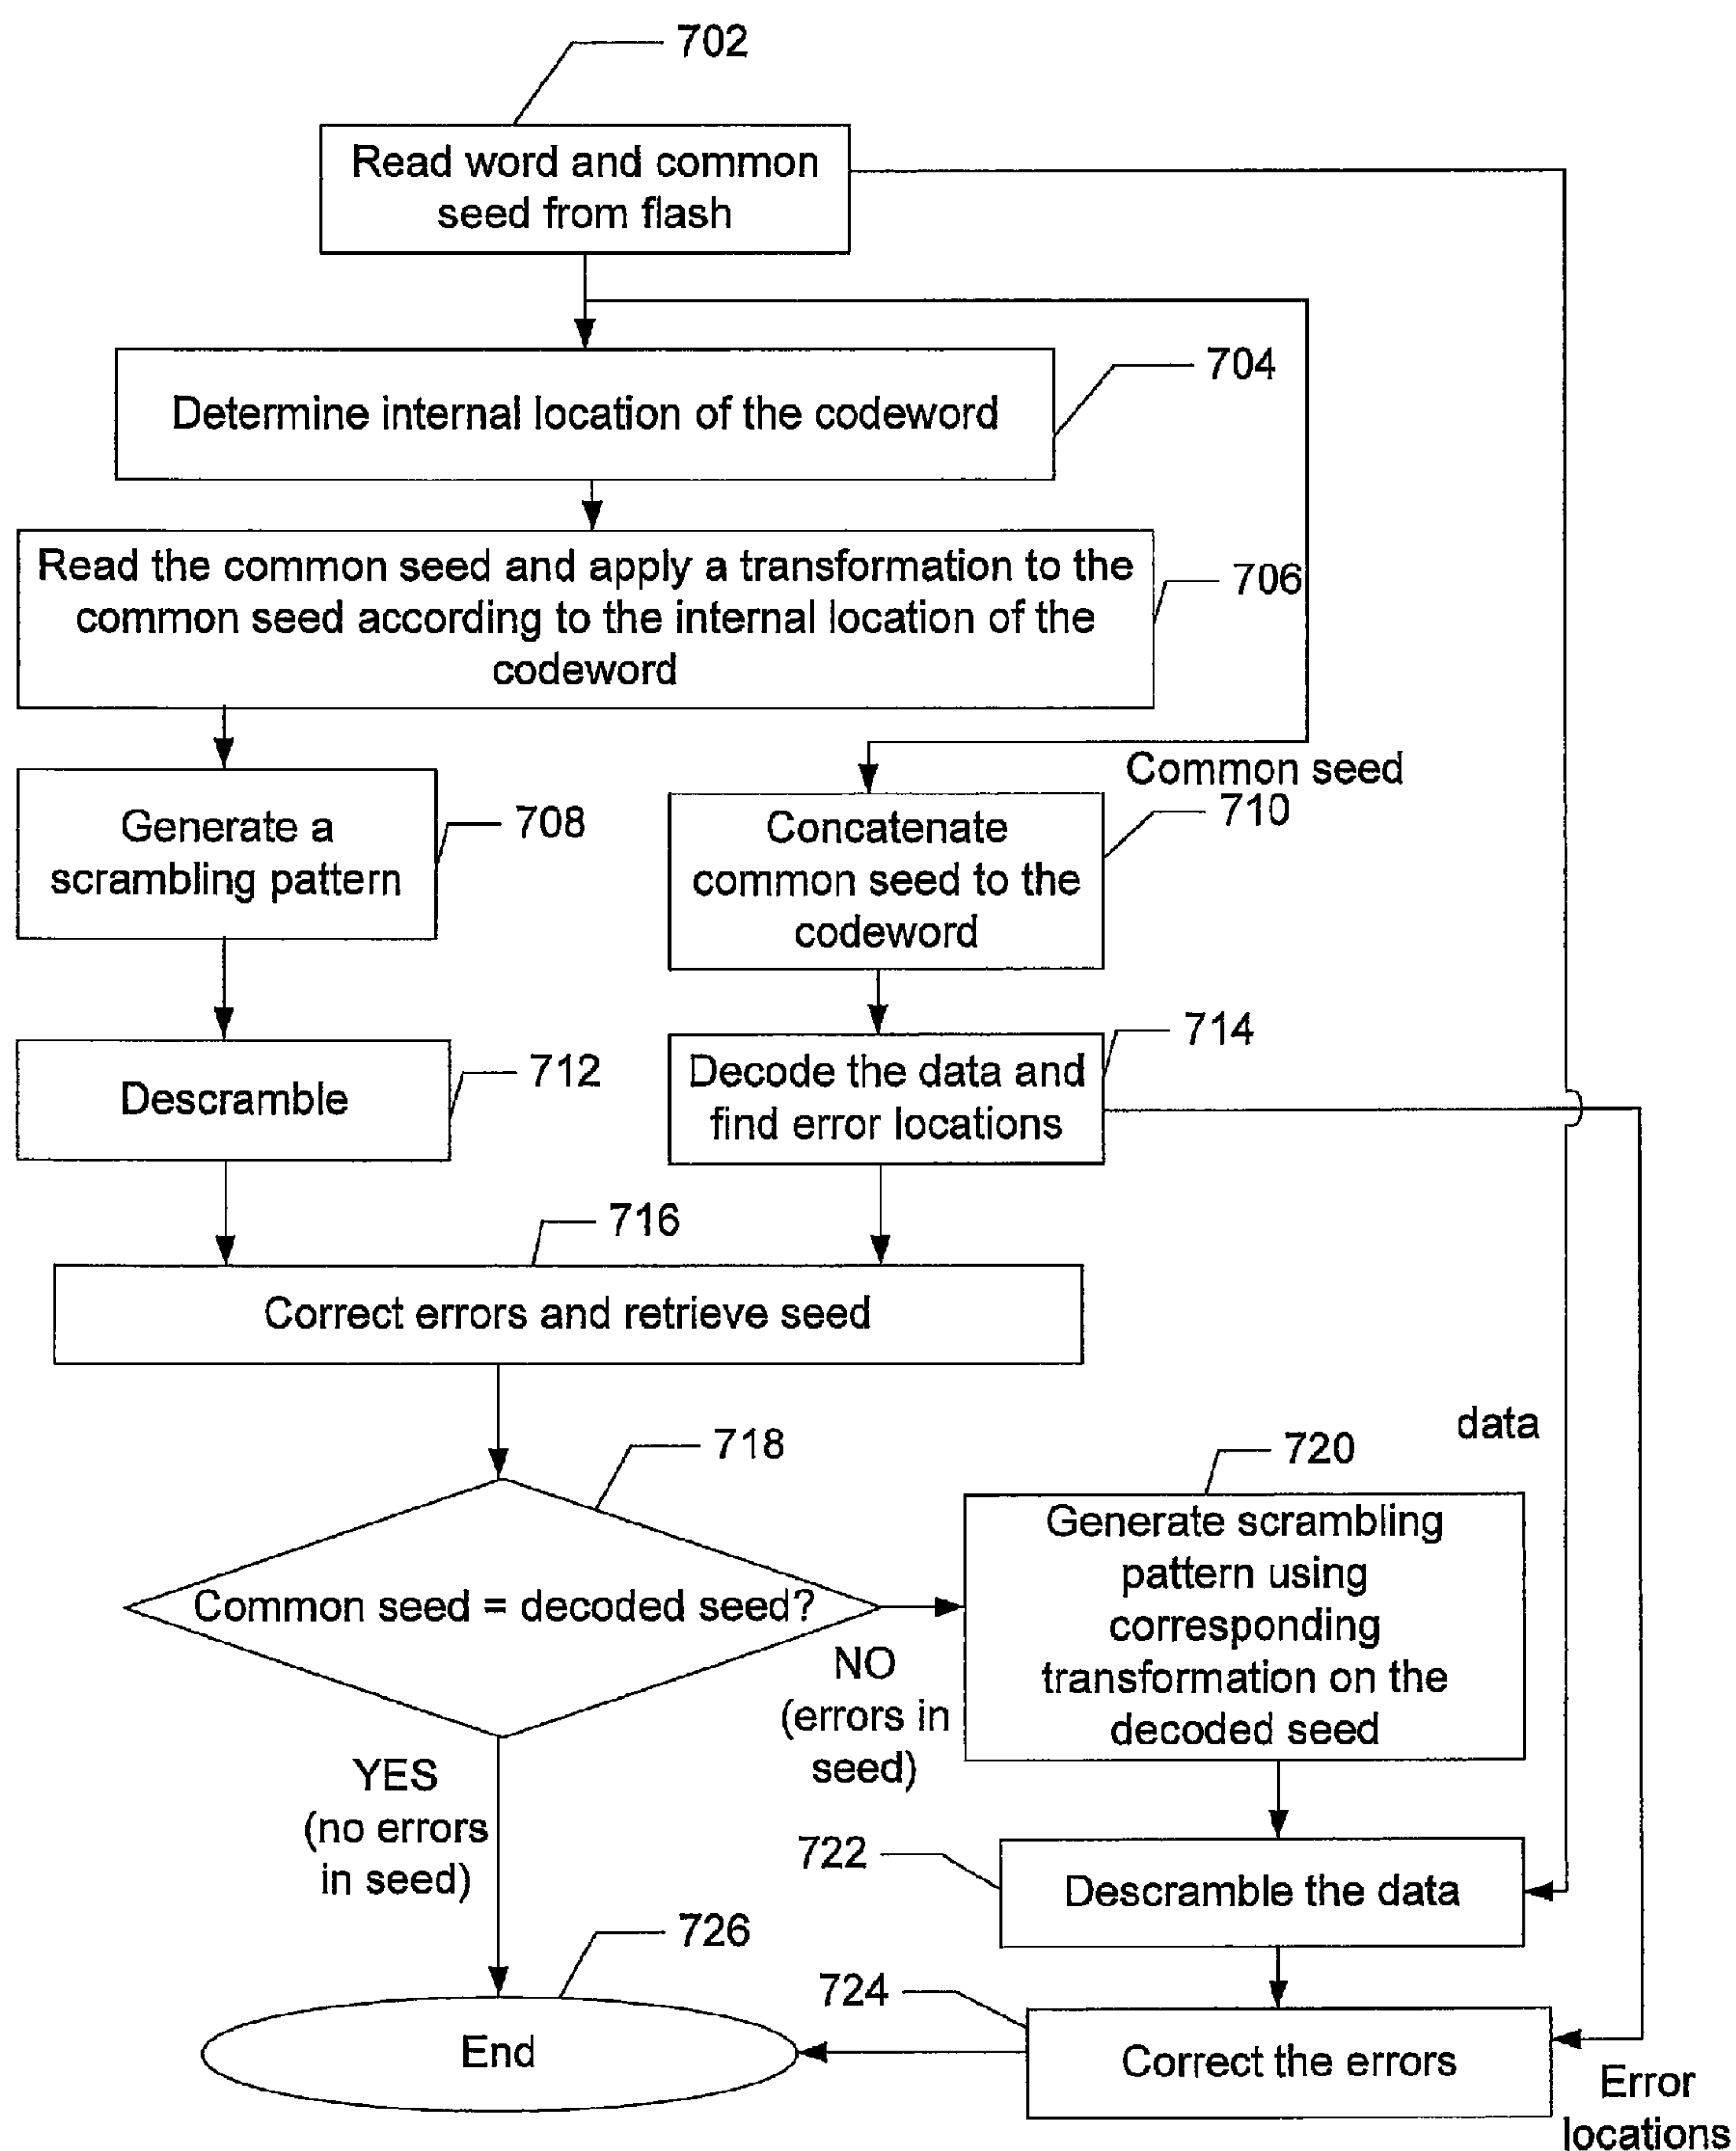 702
Read word and common
seed from flash
704
Determine internal location of the codeword
Read the common seed and apply a transformation to the
common seed according to the internal location of the
codeword
706
Common seed
Generate a
scrambling pattern
708
Concatenate
common seed to the
codeword
710
Descramble
712
Decode the data and
find error locations
714
716
Correct errors and retrieve seed
718
Common seed = decoded seed?
data
720
Generate scrambling
pattern using
corresponding
transformation on the
decoded seed
NO
(errors in
seed)
YES
(no errors
in seed)
722
Descramble the data
726
End
724
Correct the errors
Error
locations